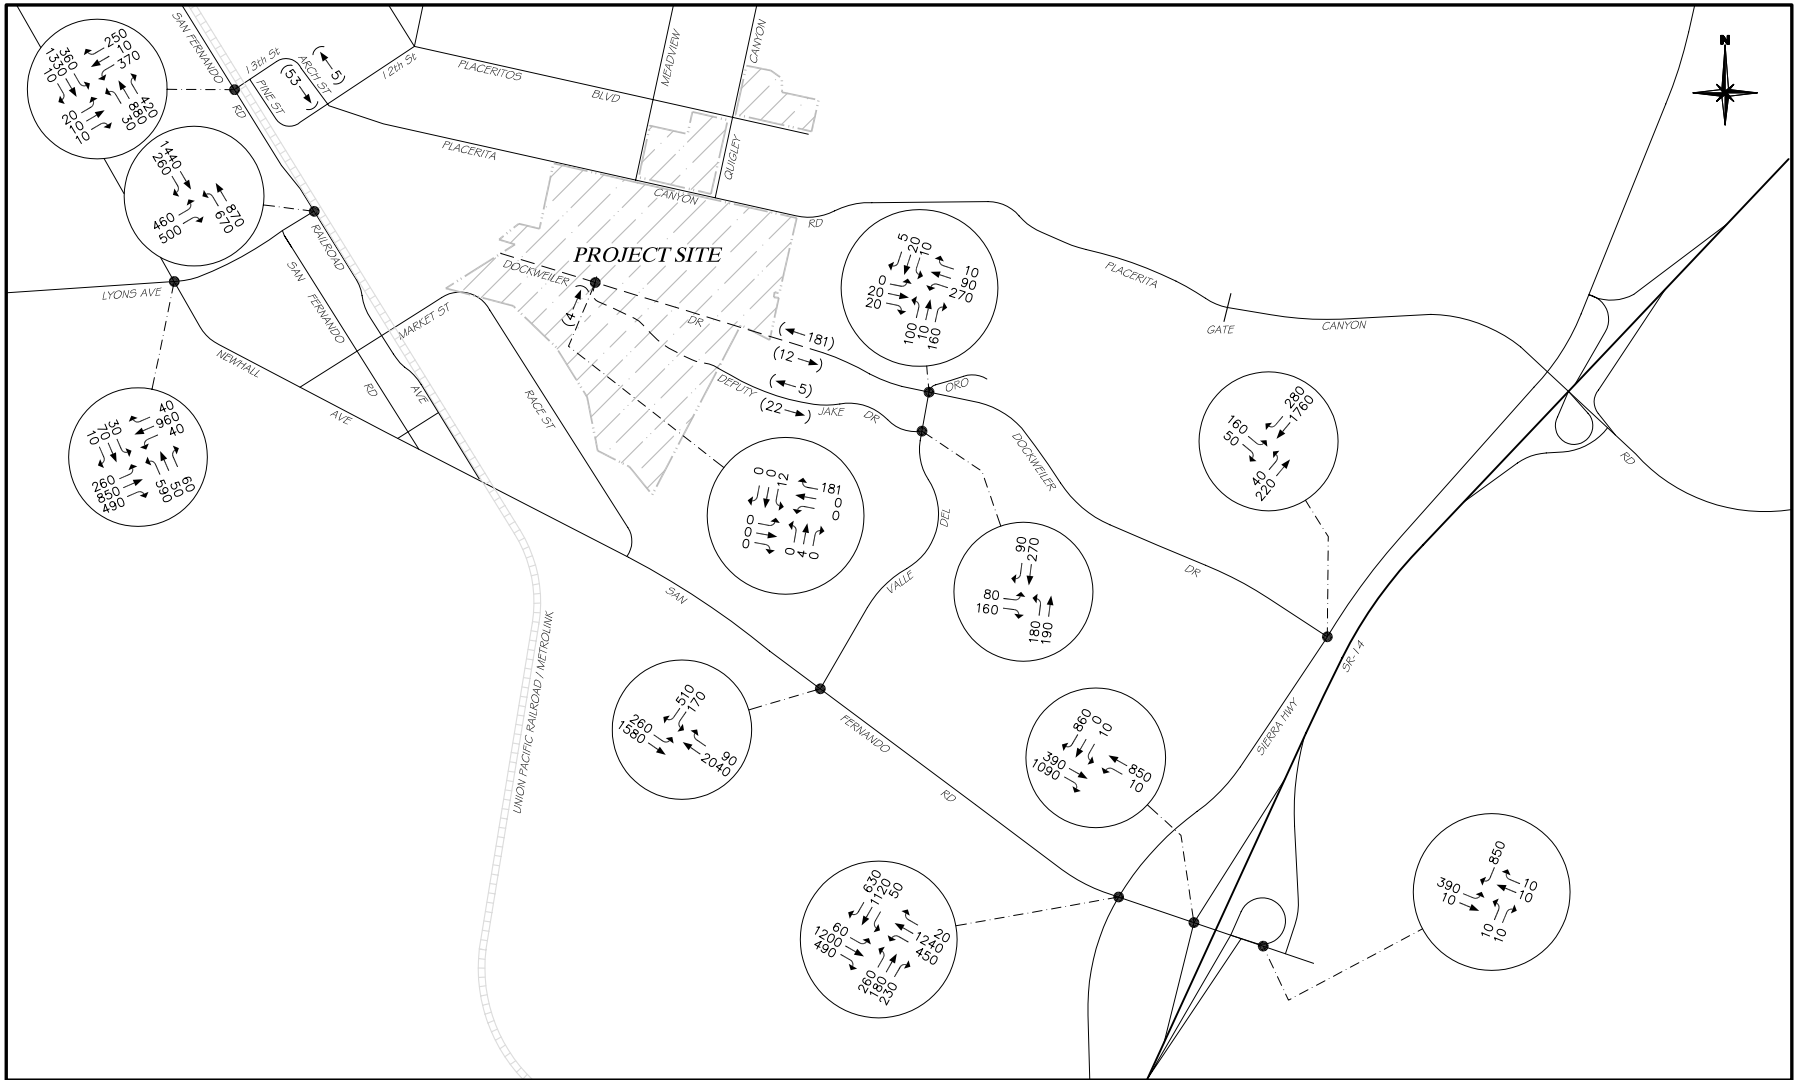 N
SAN FERNANDO
RD
13th St
PINE ST
ARCH ST
(5)
(53)
12th St
PLACERITOS
BLVD
MEADVIEW
CANYON
QUIGLEY
PLACERITA
CANYON
RD
PLACERITA
GATE
CANYON
RD
PROJECT SITE
DOCKWEILER
DR
(4)
(181)
(12)
(5)
(22)
DEPUTY
JAKE
DR
ORO
DOCKWEILER
DR
DEL
VALLE
LYONS AVE
RAILROAD
AVE
SAN
FERNANDO
RD
MARKET ST
NEWHALL
AVE
RACE ST
SAN
FERNANDO
RD
UNION PACIFIC RAILROAD / METROLINK
SIERRA HWY
SR-14
10 1330 360
250
10
370
20
10
10
30 880 420
1440
260
460
500
670
870
10 70 30
40
960
40
260
850
490
590 50 60
5 20 10
10
90
270
0
20
20
100 110 160
0 0 12
181
0
0
0
0
0
0 4 0
90 270
80
160
180 190
280
1760
160
50
40
220
510
170
260
1580
90
2040
860 0 10
390
1090
850
10
630 1120 50
20
1240
450
60
1200
490
260 180 230
850
10
10
390
10
10 10